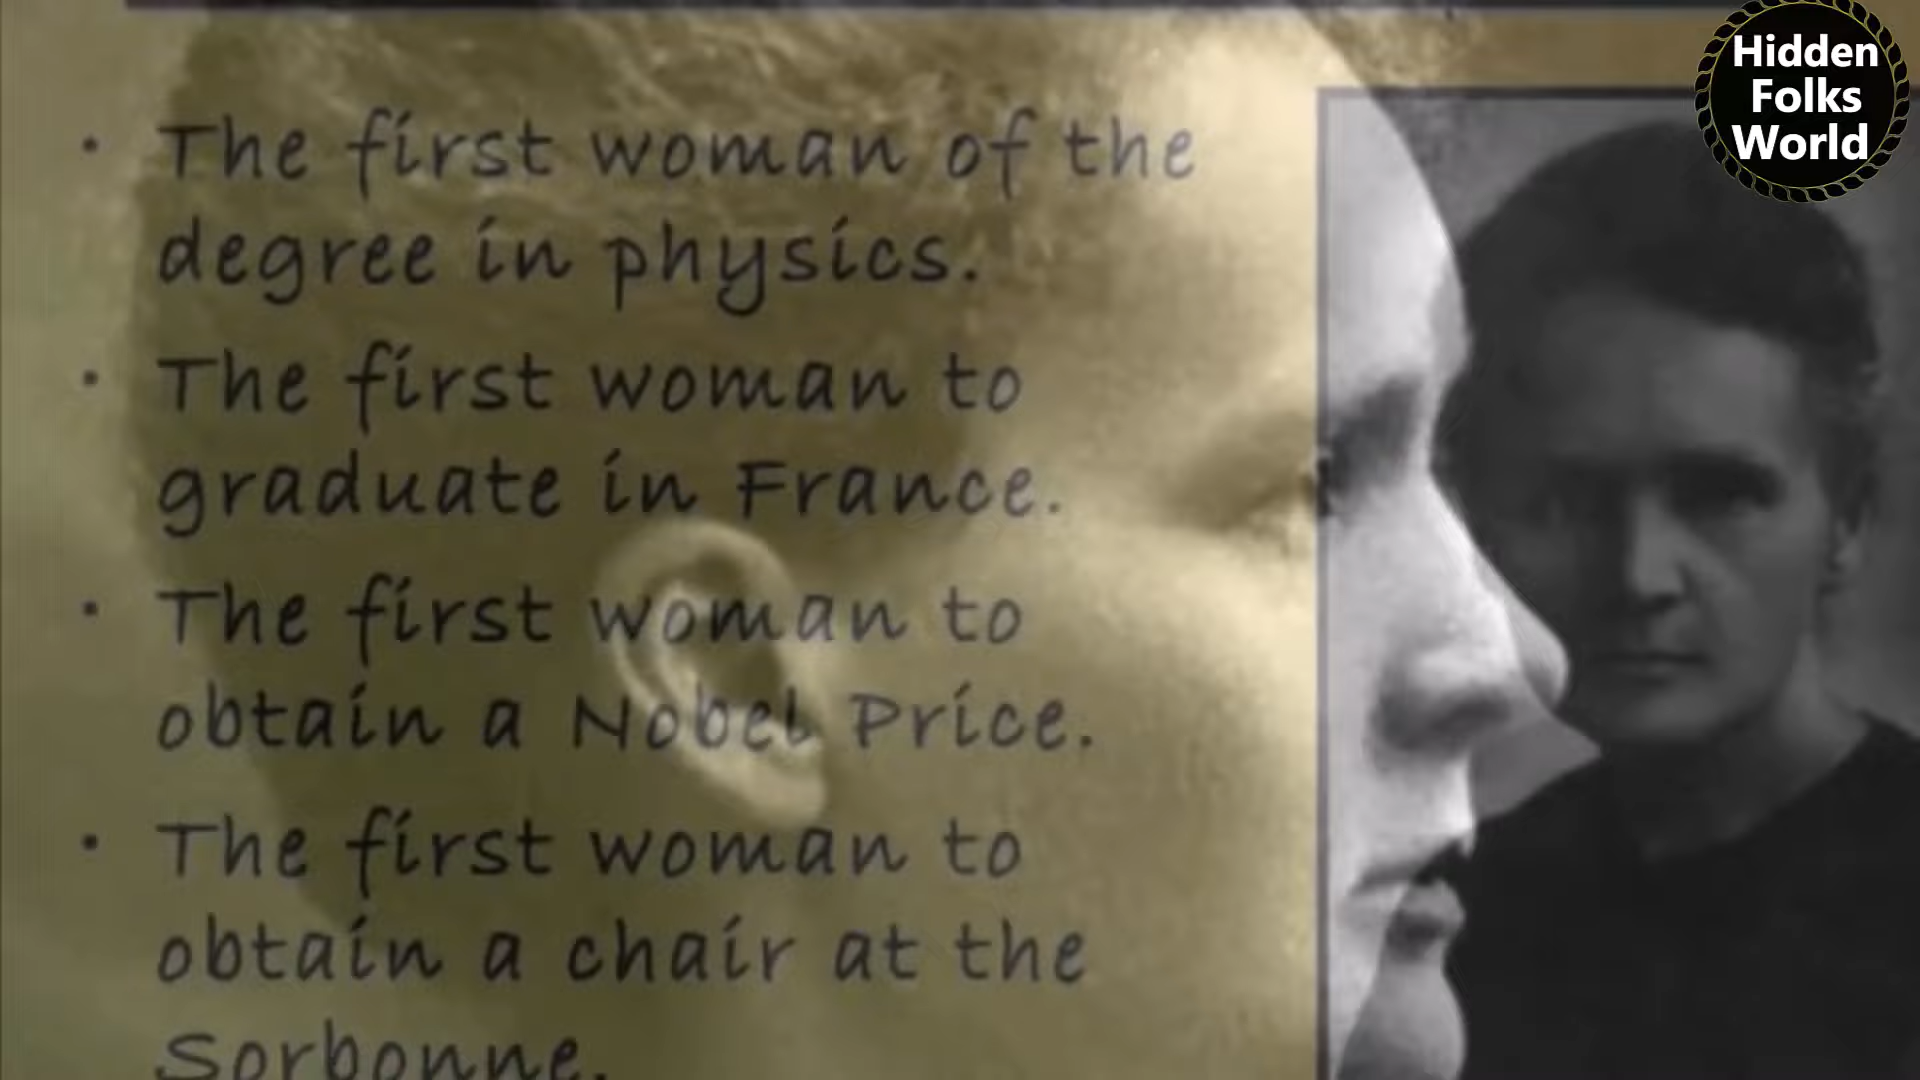 Hidden
Folks
World
• The first woman of the
degree in physics.
• The first woman to
graduate in France.
• The first woman to
obtain a Nobel Price.
• The first woman to
obtain a chair at the
Sorbonne.